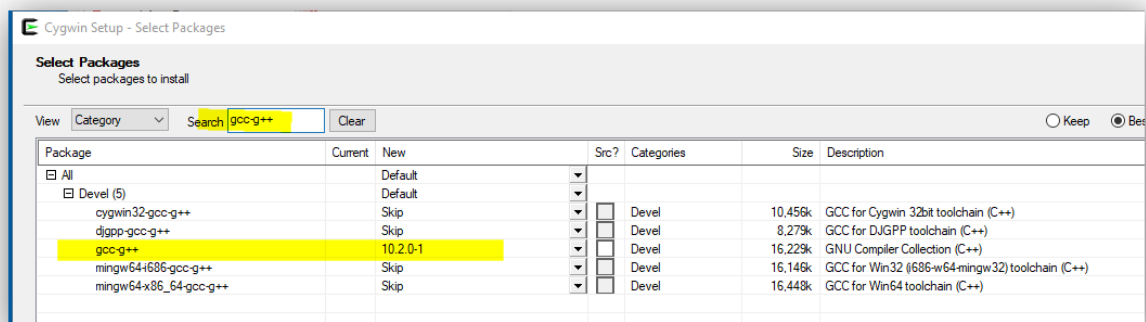 Cygwin Setup - Select Packages
Select Packages
Select packages to install
View Category Search gcc-g++ Clear Keep Bes
Package Current New Src? Categories Size Description
All Default
Devel (5) Default
cygwin32-gcc-g++ Skip Devel 10,456k GCC for Cygwin 32bit toolchain (C++)
djgpp-gcc-g++ Skip Devel 8,279k GCC for DJGPP toolchain (C++)
gcc-g++ 10.2.0-1 Devel 16,229k GNU Compiler Collection (C++)
mingw64-i686-gcc-g++ Skip Devel 16,146k GCC for Win32 (i686-w64-mingw32) toolchain (C++)
mingw64-x86_64-gcc-g++ Skip Devel 16,448k GCC for Win64 toolchain (C++)